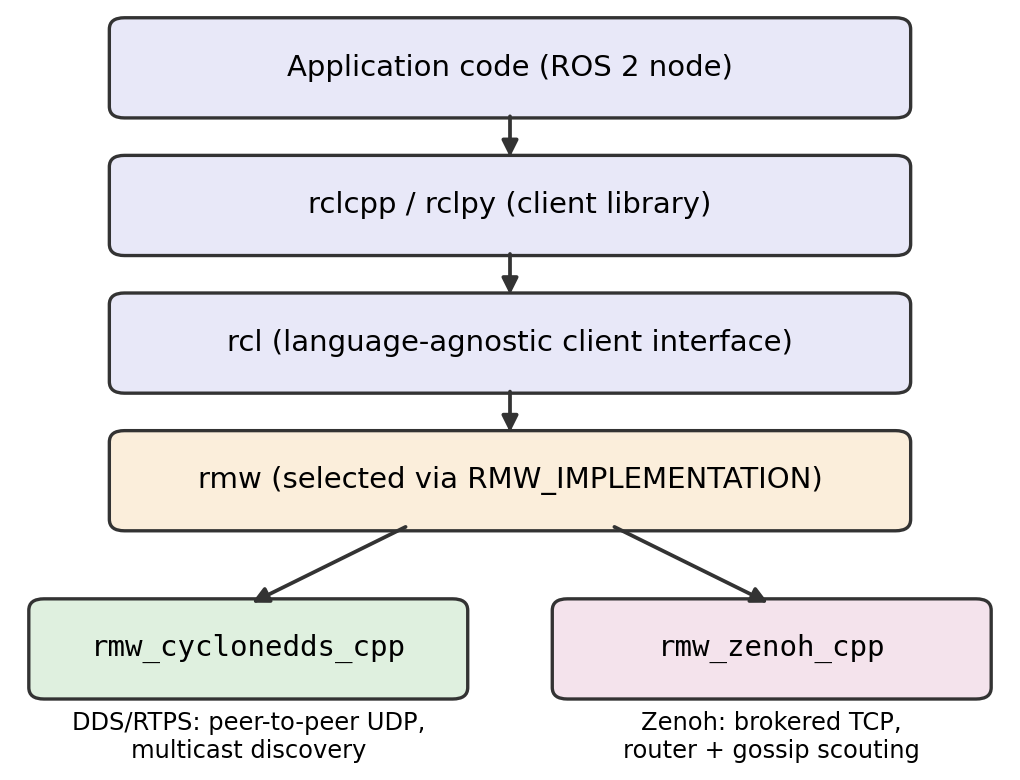 Application code (ROS 2 node)
rclcpp / rclpy (client library)
rcl (language-agnostic client interface)
rmw (selected via RMW_IMPLEMENTATION)
rmw_cyclonedds_cpp
rmw_zenoh_cpp
DDS/RTPS: peer-to-peer UDP,
multicast discovery
Zenoh: brokered TCP,
router + gossip scouting